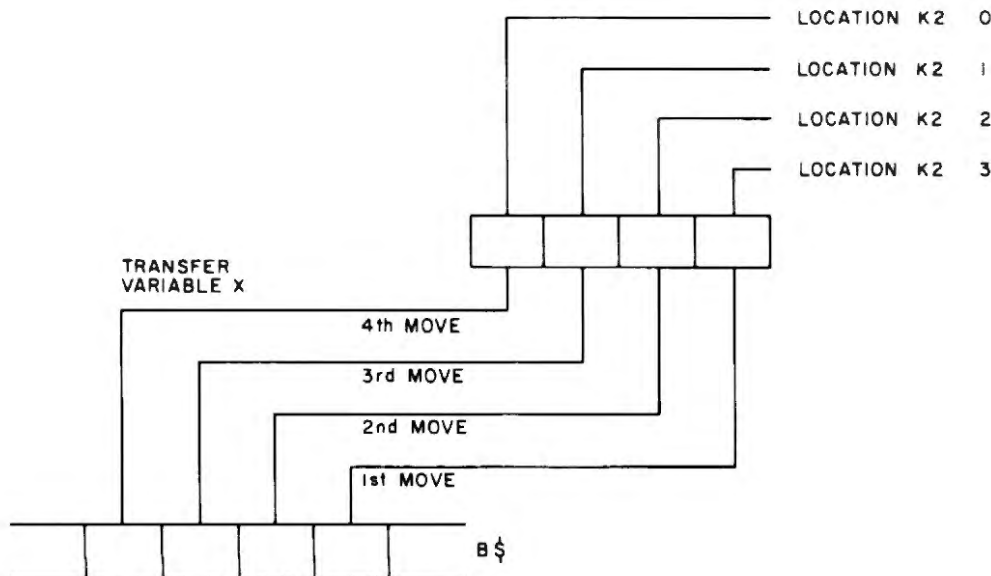 LOCATION K2 0
LOCATION K2 1
LOCATION K2 2
LOCATION K2 3
TRANSFER
VARIABLE X
4th MOVE
3rd MOVE
2nd MOVE
1st MOVE
B$